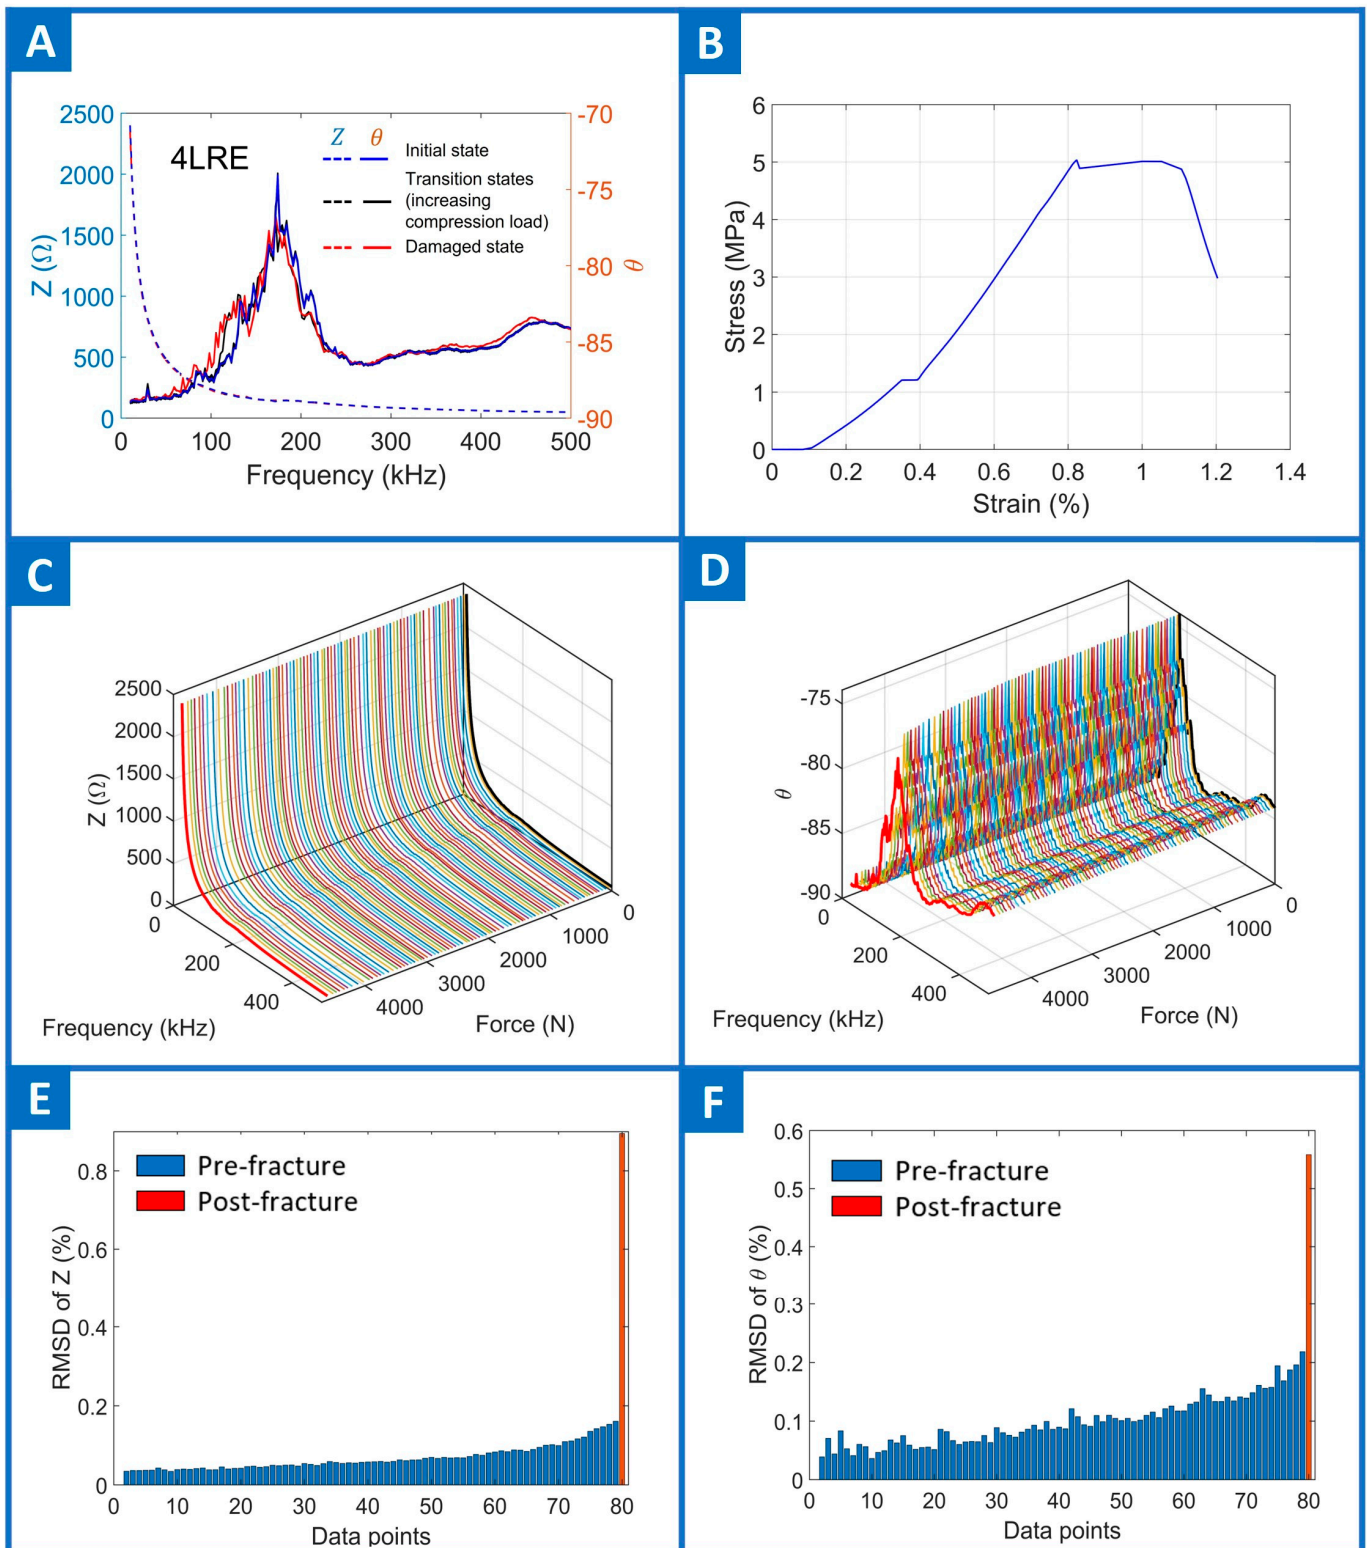 A
2500
2000
1500
1000
500
0
Z (Ω)
4LRE
Z θ
Initial state
Transition states
(increasing
compression load)
Damaged state
-70
-75
-80
-85
-90
θ
0 100 200 300 400 500
Frequency (kHz)
B
6
5
4
3
2
1
0
Stress (MPa)
0 0.2 0.4 0.6 0.8 1 1.2 1.4
Strain (%)
C
2500
2000
1500
1000
500
0
Z (Ω)
0
200
400
Frequency (kHz)
0
1000
2000
3000
4000
Force (N)
D
-75
-80
-85
-90
θ
0
200
400
Frequency (kHz)
0
1000
2000
3000
4000
Force (N)
E
0.8
0.6
0.4
0.2
0
RMSD of Z (%)
Pre-fracture
Post-fracture
0 10 20 30 40 50 60 70 80
Data points
F
0.6
0.5
0.4
0.3
0.2
0.1
0
RMSD of θ (%)
Pre-fracture
Post-fracture
0 10 20 30 40 50 60 70 80
Data points